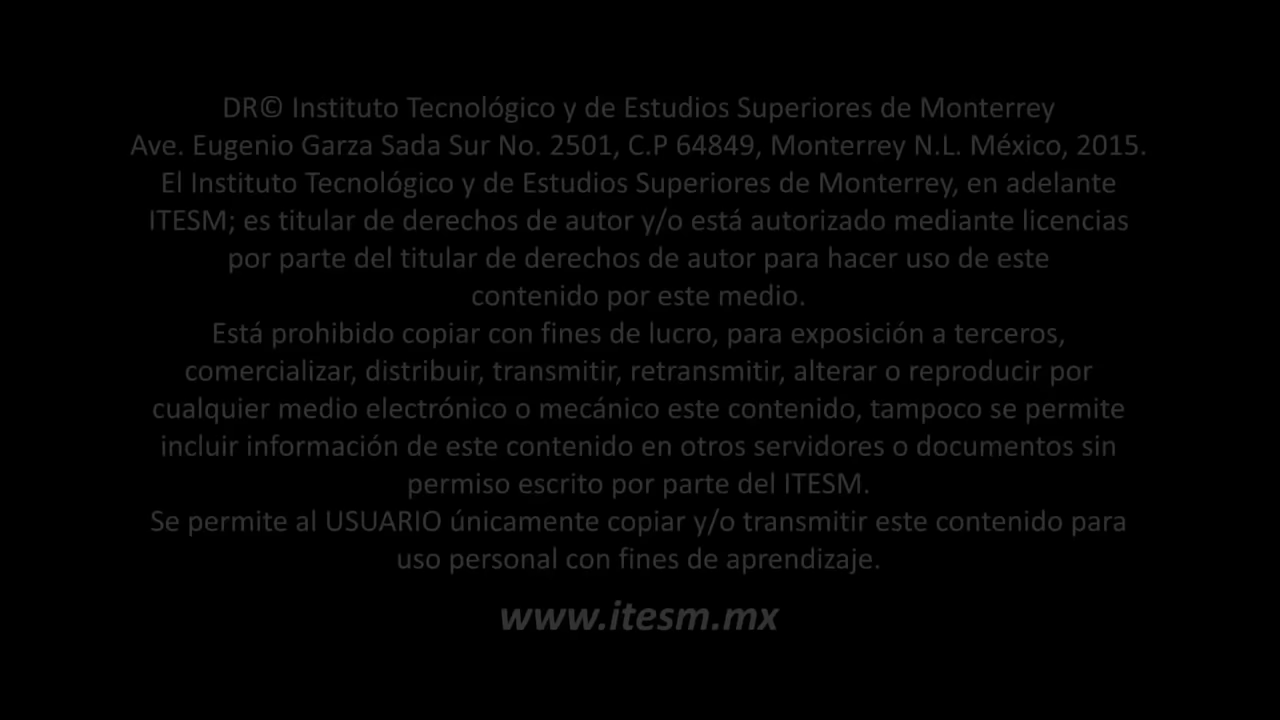 DR© Instituto Tecnológico y de Estudios Superiores de Monterrey
Ave. Eugenio Garza Sada Sur No. 2501, C.P 64849, Monterrey N.L. México, 2015.
El Instituto Tecnológico y de Estudios Superiores de Monterrey, en adelante
ITESM; es titular de derechos de autor y/o está autorizado mediante licencias
por parte del titular de derechos de autor para hacer uso de este
contenido por este medio.
Está prohibido copiar con fines de lucro, para exposición a terceros,
comercializar, distribuir, transmitir, retransmitir, alterar o reproducir por
cualquier medio electrónico o mecánico este contenido, tampoco se permite
incluir información de este contenido en otros servidores o documentos sin
permiso escrito por parte del ITESM.
Se permite al USUARIO únicamente copiar y/o transmitir este contenido para
uso personal con fines de aprendizaje.
www.itesm.mx